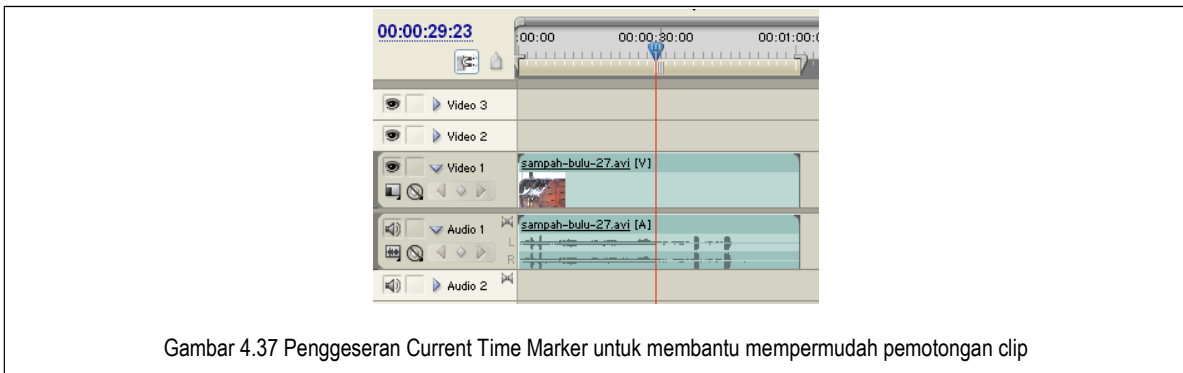 00:00:29:23
:00:00 00:00:30:00 00:01:00:0
Video 3
Video 2
Video 1
sampah-bulu-27.avi [V]
Audio 1
sampah-bulu-27.avi [A]
L
R
Audio 2
Gambar 4.37 Penggeseran Current Time Marker untuk membantu mempermudah pemotongan clip